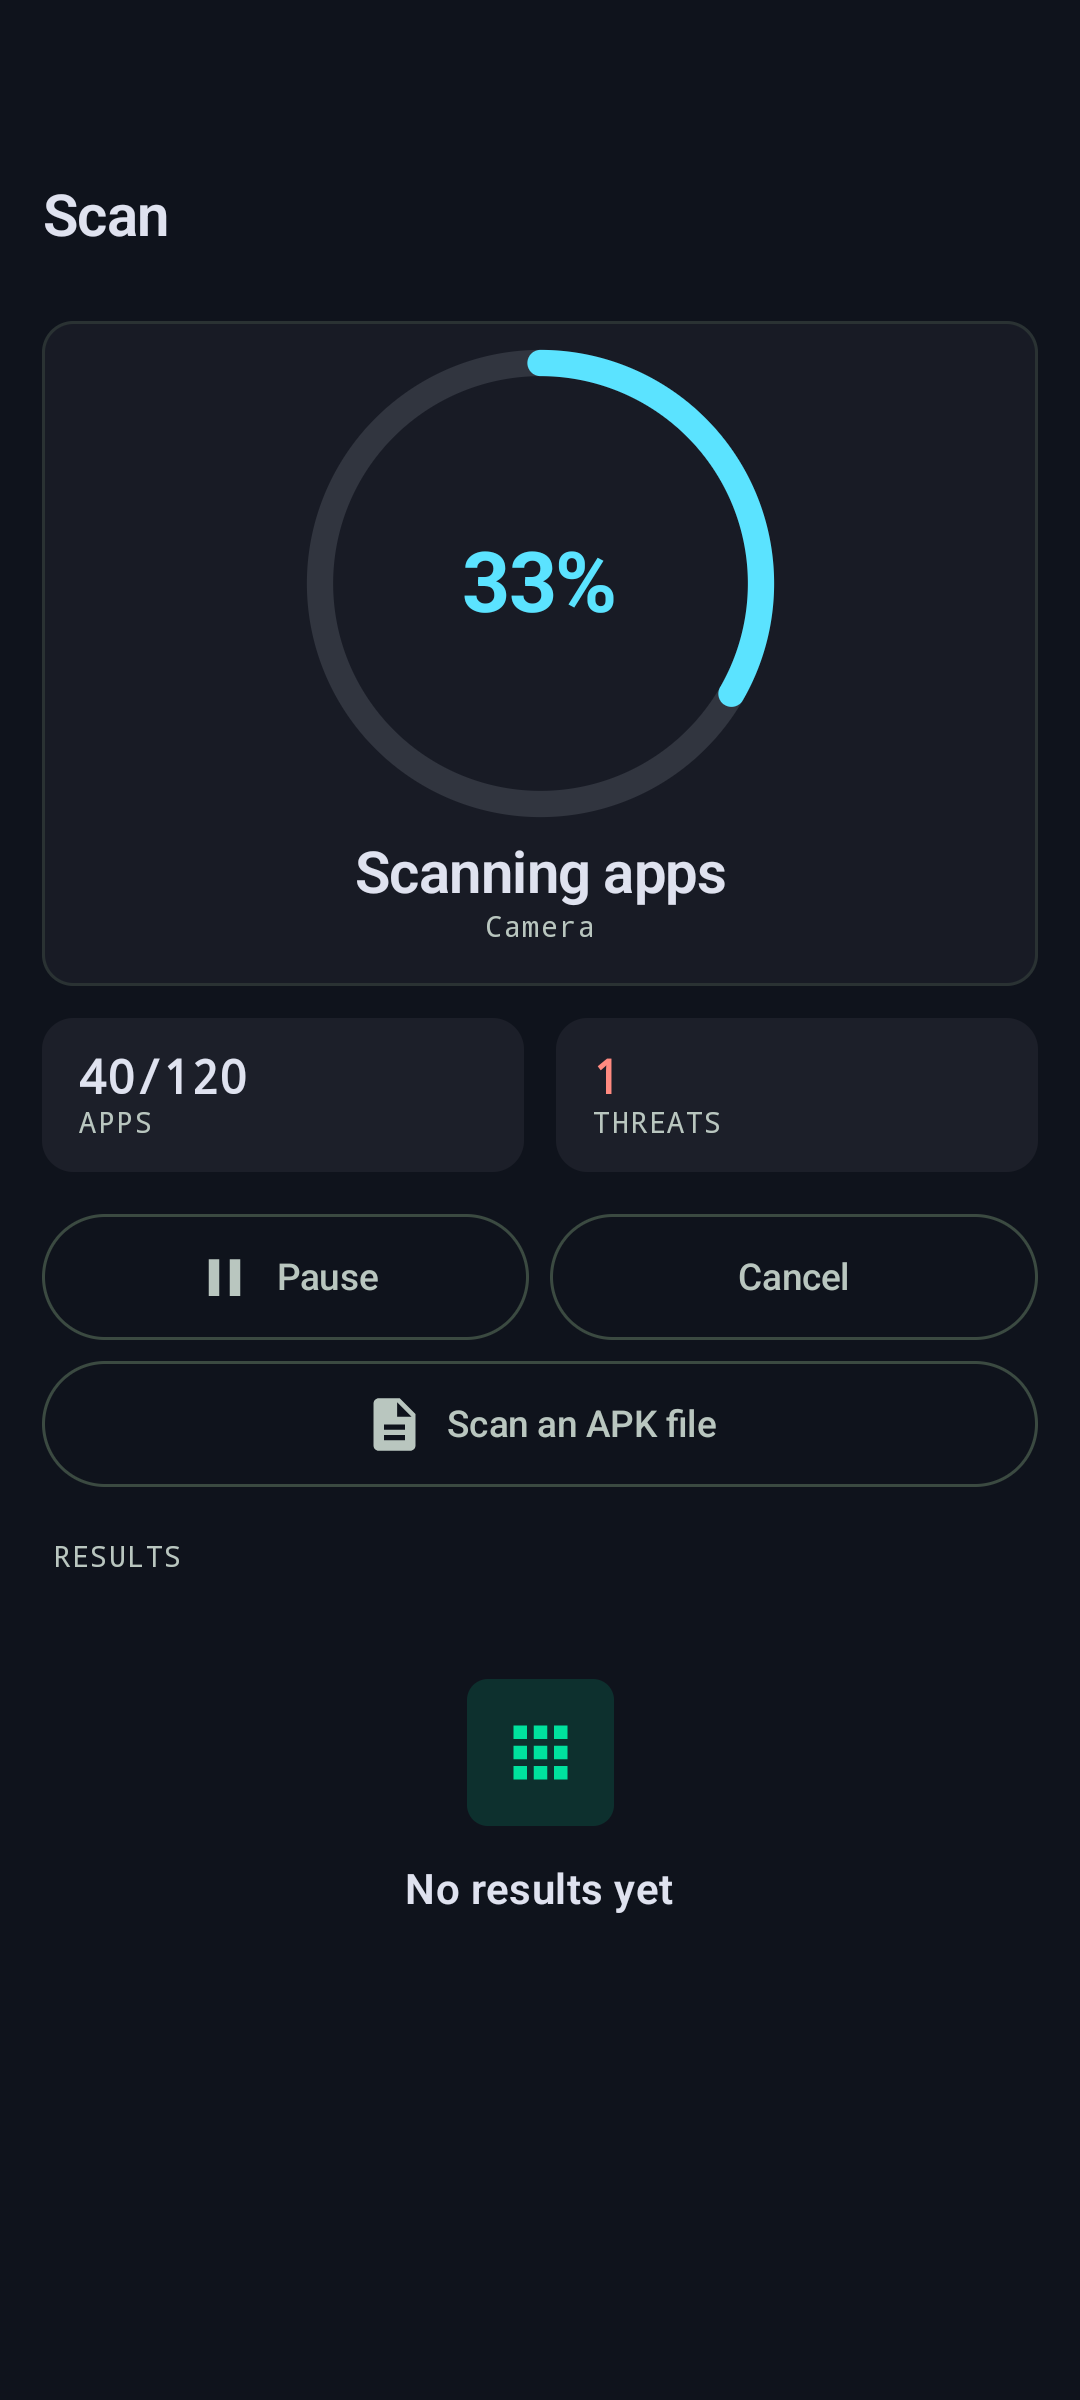 Scan
33%
Scanning apps
Camera
40/120
APPS
1
THREATS
Pause
Cancel
Scan an APK file
RESULTS
No results yet